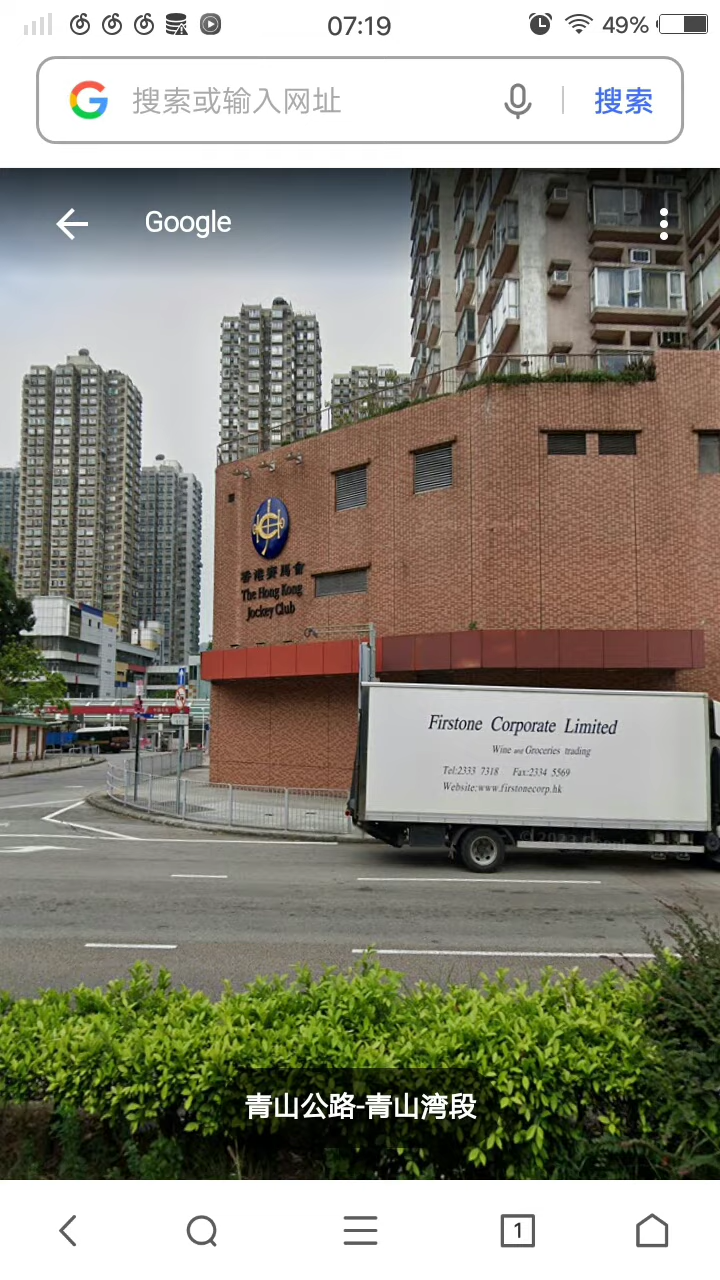 07:19
49%
搜索或输入网址
搜索
Google
香港賽馬會
The Hong Kong
Jockey Club
Firstone Corporate Limited
Wine and Groceries trading
Tel:2333 7318 Fax:2334 5569
Website:www.firstonecorp.hk
青山公路-青山湾段
1